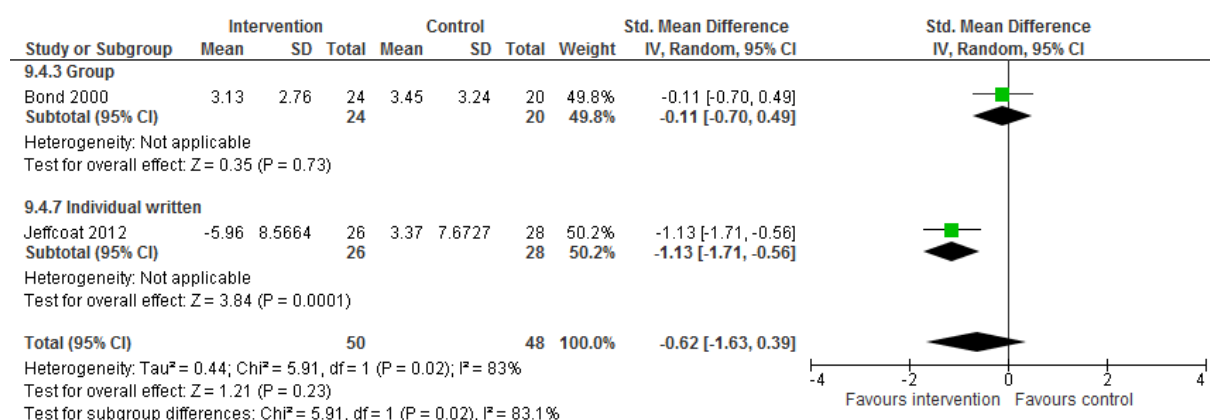 Intervention Control Std. Mean Difference Std. Mean Difference
Study or Subgroup Mean SD Total Mean SD Total Weight IV, Random, 95% CI IV, Random, 95% CI
9.4.3 Group
Bond 2000 3.13 2.76 24 3.45 3.24 20 49.8% -0.11 [-0.70, 0.49]
Subtotal (95% CI) 24 20 49.8% -0.11 [-0.70, 0.49]
Heterogeneity: Not applicable
Test for overall effect: Z = 0.35 (P = 0.73)
9.4.7 Individual written
Jeffcoat 2012 -5.96 8.5664 26 3.37 7.6727 28 50.2% -1.13 [-1.71, -0.56]
Subtotal (95% CI) 26 28 50.2% -1.13 [-1.71, -0.56]
Heterogeneity: Not applicable
Test for overall effect: Z = 3.84 (P = 0.0001)
Total (95% CI) 50 48 100.0% -0.62 [-1.63, 0.39]
Heterogeneity: Tau² = 0.44; Chi² = 5.91, df = 1 (P = 0.02); I² = 83%
Test for overall effect: Z = 1.21 (P = 0.23)
Test for subgroup differences: Chi² = 5.91, df = 1 (P = 0.02), I² = 83.1%
-4 -2 0 2 4
Favours intervention Favours control